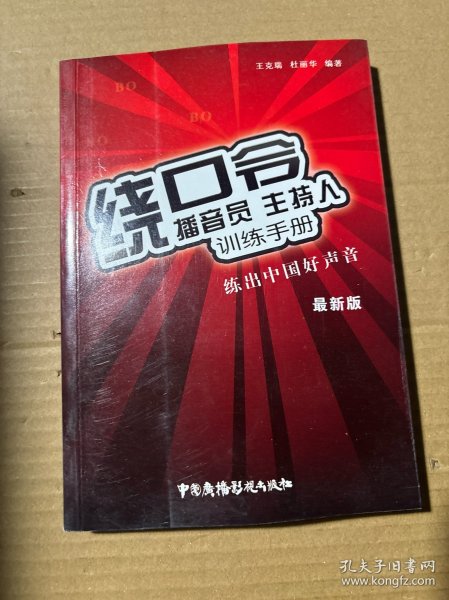 王克瑞 杜丽华 编著
BO
BO
绕口令
播音员 主持人
训练手册
练出中国好声音
最新版
中国广播影视出版社
孔夫子旧书网
www.kongfz.com